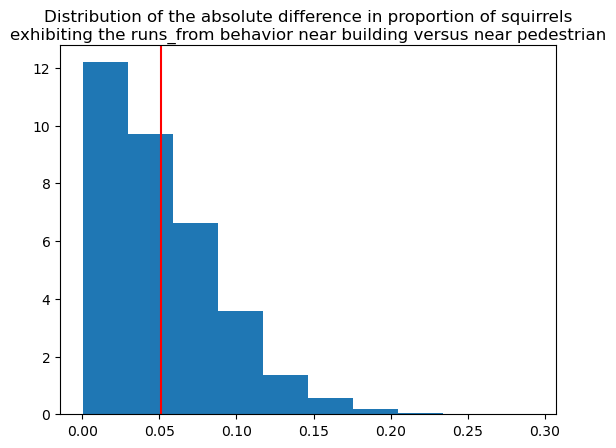 Distribution of the absolute difference in proportion of squirrels
exhibiting the runs_from behavior near building versus near pedestrian
12
10
8
6
4
2
0
0.00 0.05 0.10 0.15 0.20 0.25 0.30